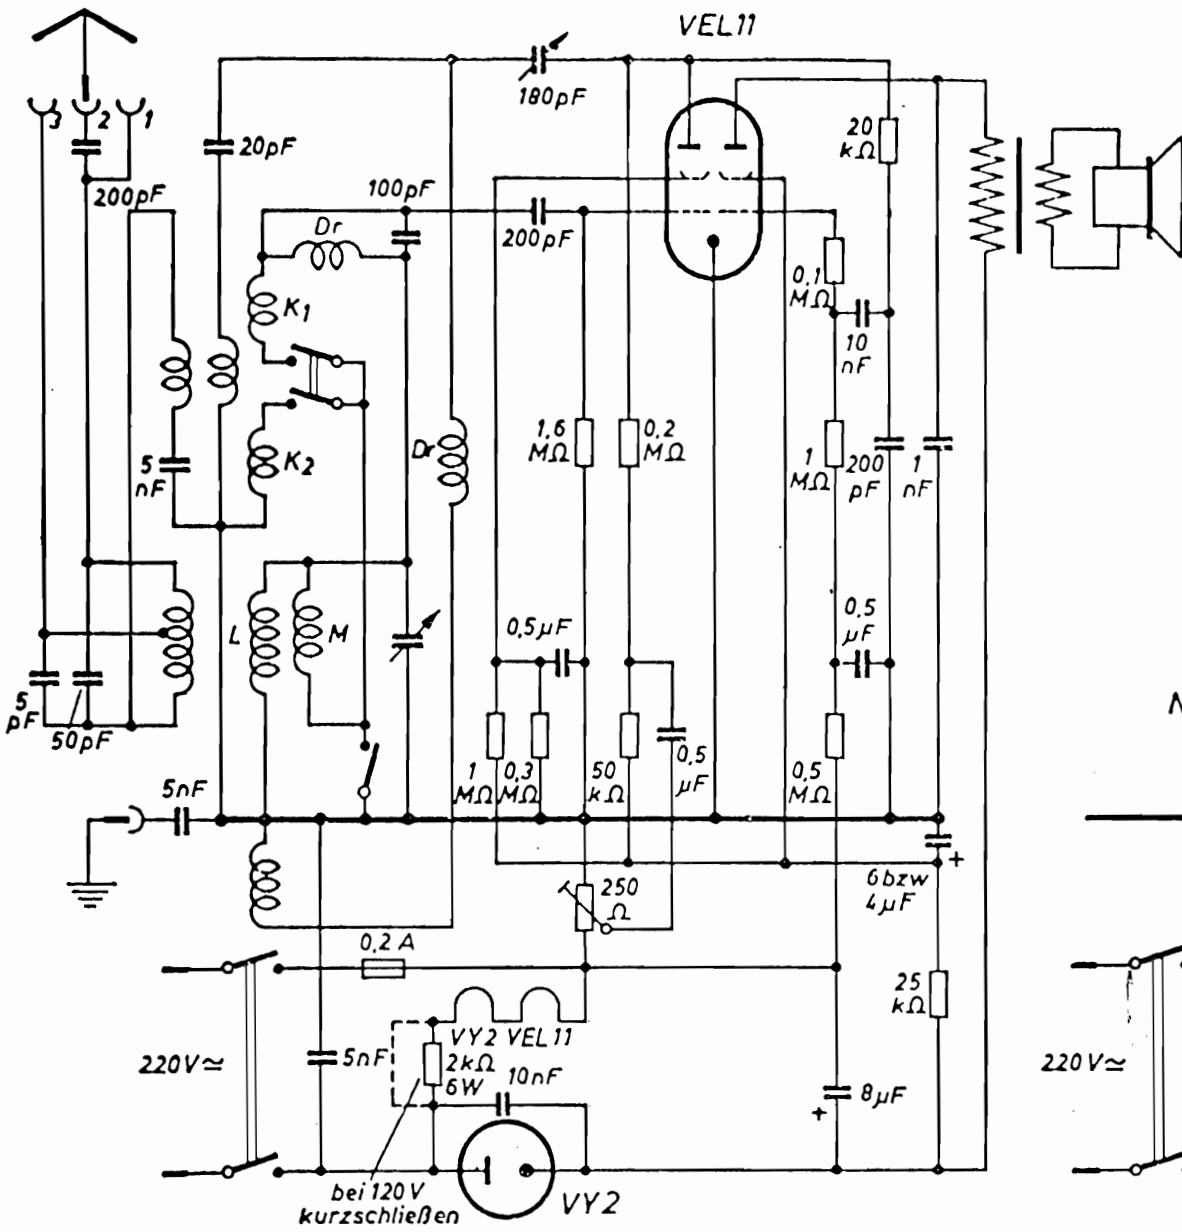 VEL11
180pF
3 2 1
20pF
200pF
100pF
Dr
200pF
20
kΩ
K1
0,1
MΩ
10
nF
5
nF
K2
Dr
1,6
MΩ
0,2
MΩ
1
MΩ
200
pF
1
nF
L
M
0,5µF
0,5
µF
5
pF
50pF
5nF
1
MΩ
0,3
MΩ
50
kΩ
0,5
µF
0,5
MΩ
250
Ω
+
6 bzw
4µF
0,2 A
25
kΩ
220V≃
5nF
VY2 VEL11
2kΩ
6W
10nF
+
8µF
220V≃
bei 120V
kurzschließen
VY2